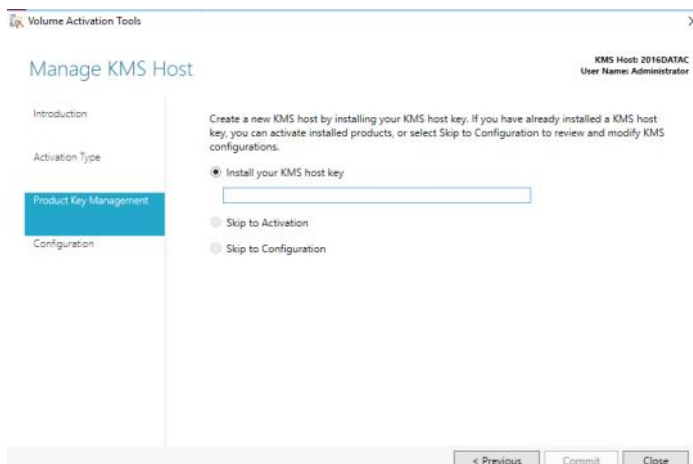 Volume Activation Tools
Manage KMS Host
KMS Host: 2016DATAC
User Name: Administrator
Introduction
Activation Type
Product Key Management
Configuration
Create a new KMS host by installing your KMS host key. If you have already installed a KMS host
key, you can activate installed products, or select Skip to Configuration to review and modify KMS
configurations.
Install your KMS host key
Skip to Activation
Skip to Configuration
< Previous
Commit
Close